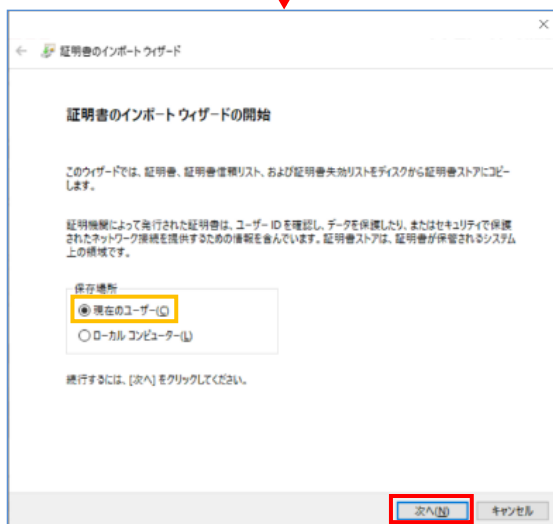 証明書のインポート ウィザード
証明書のインポート ウィザードの開始
このウィザードでは、証明書、証明書信頼リスト、および証明書失効リストをディスクから証明書ストアにコピー
します。
証明機関によって発行された証明書は、ユーザー ID を確認し、データを保護したり、またはセキュリティで保護
されたネットワーク接続を提供するための情報を含んでいます。証明書ストアは、証明書が保管されるシステム
上の領域です。
保存場所
現在のユーザー(C)
ローカル コンピューター(L)
続行するには、[次へ] をクリックしてください。
次へ(N) キャンセル